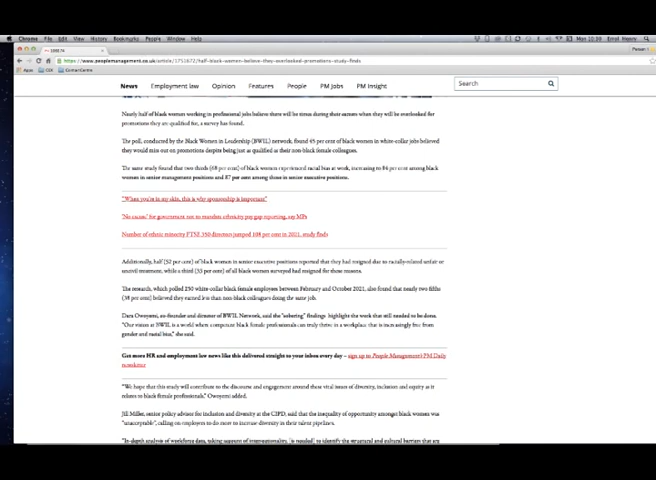 Chrome File Edit View History Bookmarks People Window Help
Mon 20:59 Errol Henry
196674
www.peoplemanagement.co.uk/article/1751672/half-black-women-believe-they-overlooked-promotions-study-finds
Apps
News Employment law Opinion Features People PM Jobs PM Insight
Search
Nearly half of black women working in professional jobs believe there will be times during their careers when they will be overlooked for
promotions they are qualified for, a survey has found.
The poll, conducted by the Black Women in Leadership (BWIL) network, found 45 per cent of black women in white-collar jobs believed
they would miss out on promotions despite being just as qualified as their non-black female colleagues.
The same study found that two thirds (68 per cent) of black women experienced racial bias at work, increasing to 84 per cent among black
women in senior management positions and 87 per cent among those in senior executive positions.
"When you're in my skin, this is why sponsorship is important"
'No excuse' for government not to mandate ethnicity pay gap reporting, say MPs
Number of ethnic minority FTSE 350 directors jumped 108 per cent in 2021, study finds
Additionally, half (52 per cent) of black women in senior executive positions reported that they had resigned due to racially-related unfair or
uncivil treatment, while a third (33 per cent) of all black women surveyed had resigned for those reasons.
The research, which polled 250 white-collar black female employees between February and October 2021, also found that nearly two fifths
(38 per cent) believed they earned less than non-black colleagues doing the same job.
Dara Owoyemi, co-founder and director of BWIL Network, said the "sobering" findings highlight the work that still needed to be done.
"Our vision at BWIL is a world where competent black female professionals can truly thrive in a workplace that is increasingly free from
gender and racial bias," she said.
Get more HR and employment law news like this delivered straight to your inbox every day – sign up to People Management's PM Daily
newsletter
"We hope that this study will contribute to the discourse and engagement around these vital issues of diversity, inclusion and equity as it
relates to black female professionals," Owoyemi added.
Jill Miller, senior policy advisor for inclusion and diversity at the CIPD, said that the inequality of opportunity amongst black women was
"unacceptable", calling on employers to do more to increase diversity in their talent pipelines.
"In-depth analysis of workforce data, taking account of intersectionality, [is needed] to identify the structural and cultural barriers that are